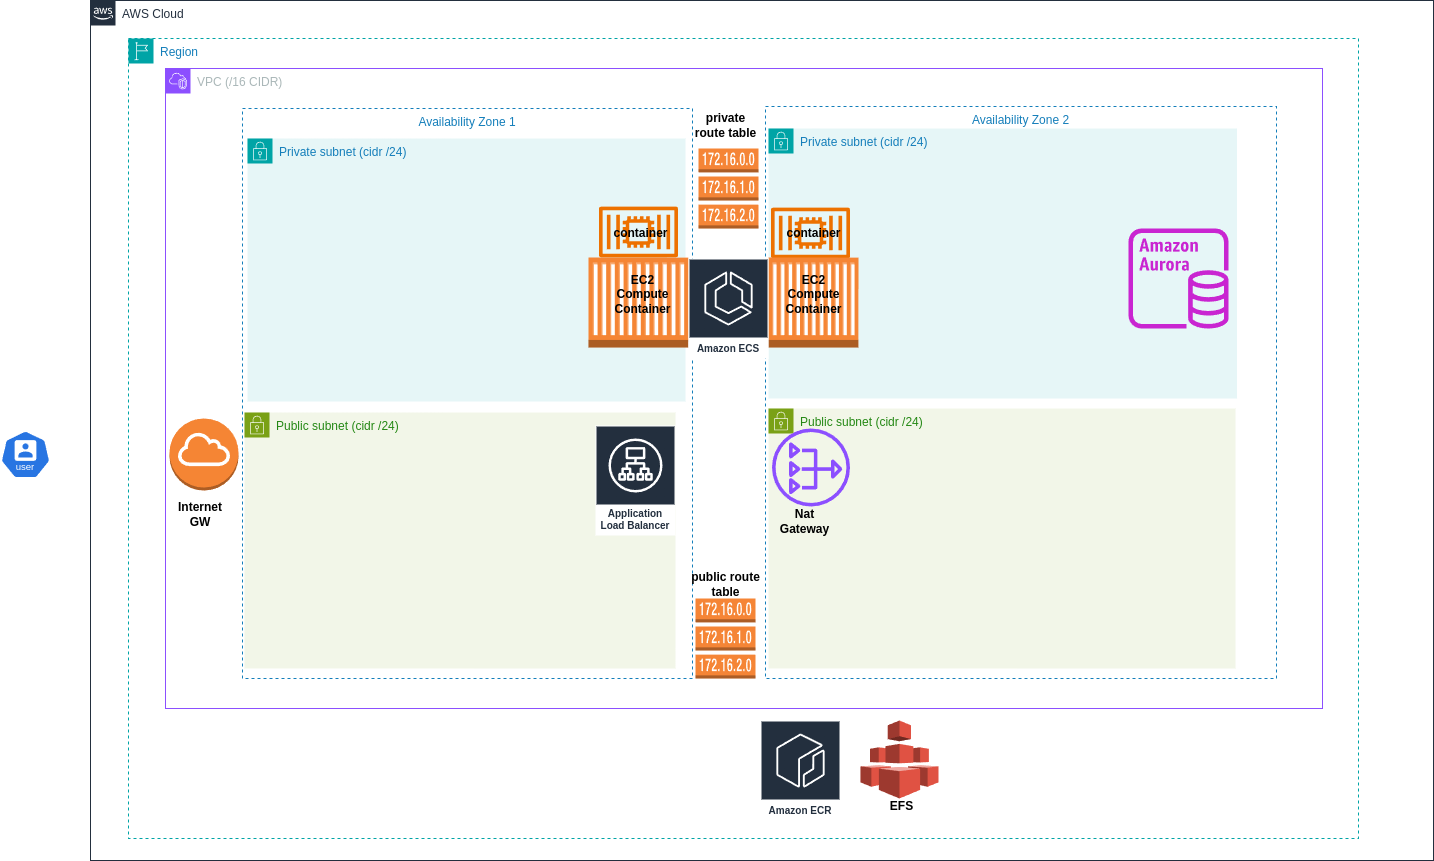 aws
AWS Cloud
Region
VPC (/16 CIDR)
Availability Zone 1
private
route table
Availability Zone 2
Private subnet (cidr /24)
Private subnet (cidr /24)
172.16.0.0
172.16.1.0
172.16.2.0
container
container
Amazon
Aurora
EC2
Compute
Container
EC2
Compute
Container
Amazon ECS
Public subnet (cidr /24)
Public subnet (cidr /24)
user
Internet
GW
Application
Load Balancer
Nat
Gateway
public route
table
172.16.0.0
172.16.1.0
172.16.2.0
Amazon ECR
EFS